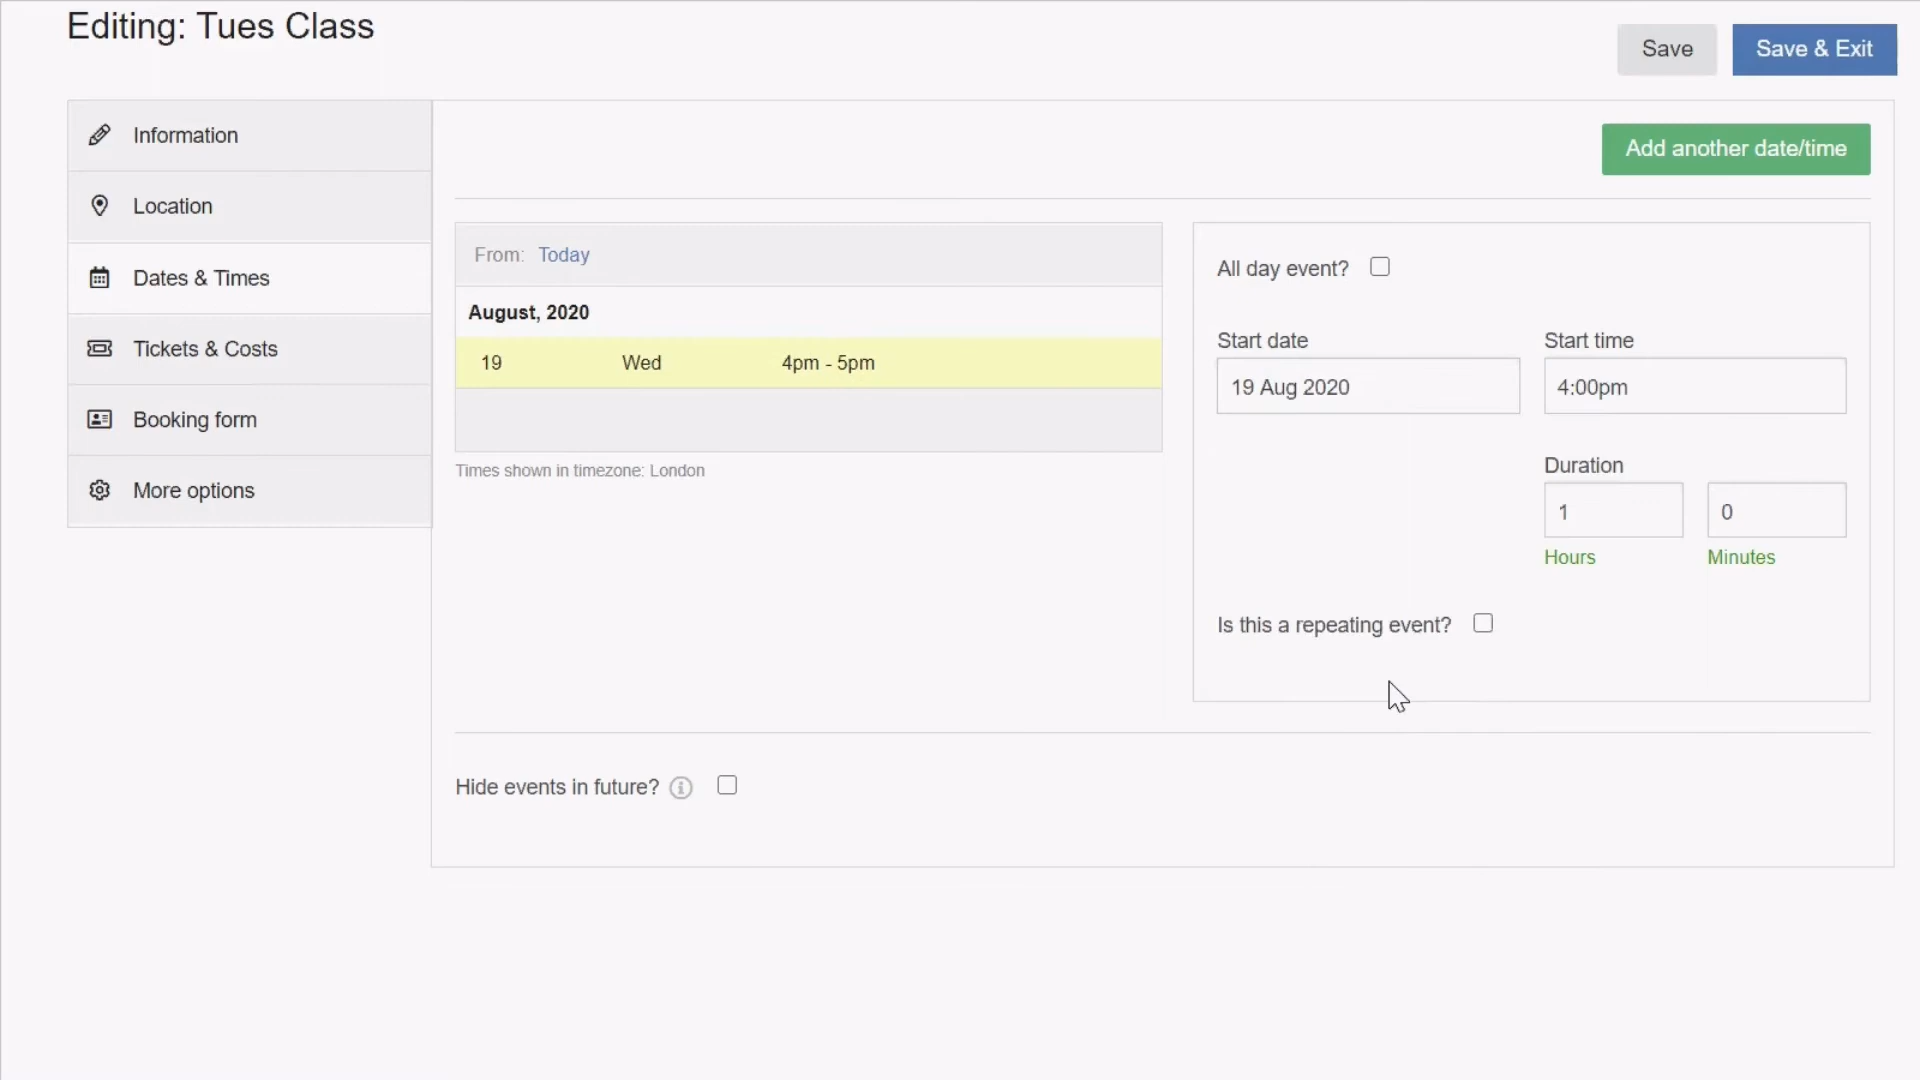 Editing: Tues Class
Save
Save & Exit
Information
Location
Dates & Times
Tickets & Costs
Booking form
More options
Add another date/time
From: Today
August, 2020
19 Wed 4pm - 5pm
Times shown in timezone: London
All day event?
Start date
19 Aug 2020
Start time
4:00pm
Duration
1
0
Hours
Minutes
Is this a repeating event?
Hide events in future?